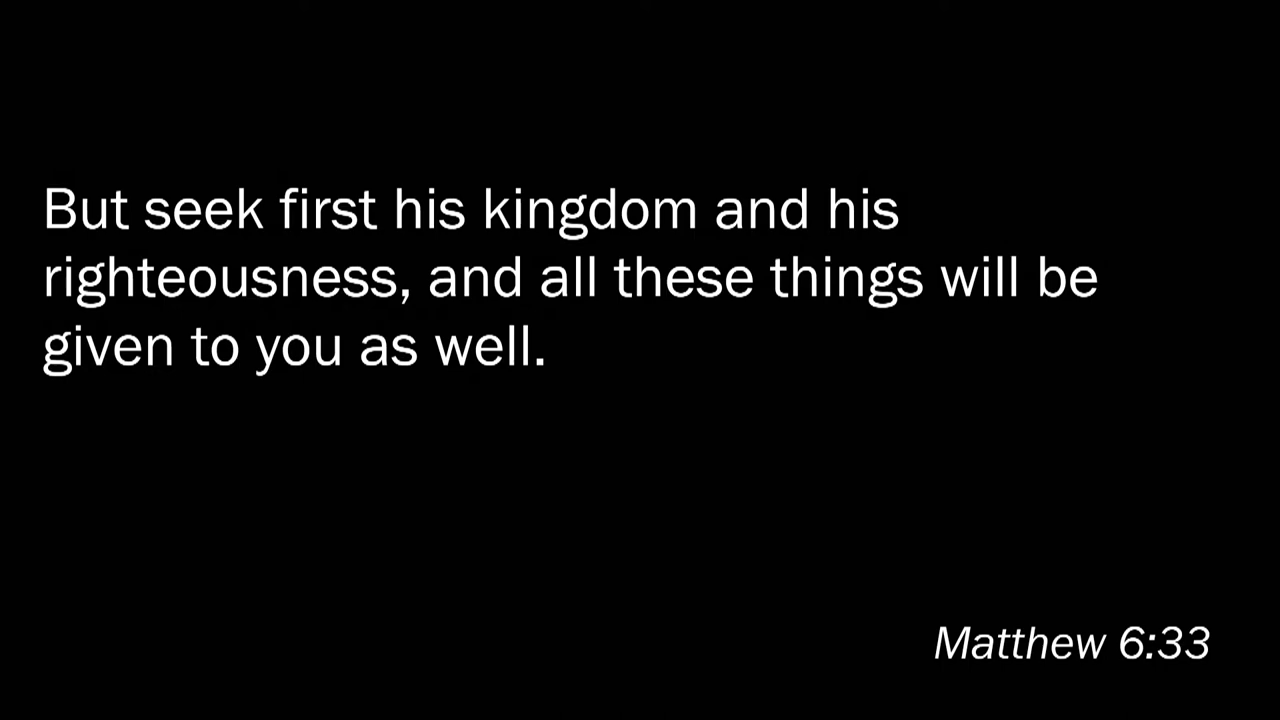 But seek first his kingdom and his
righteousness, and all these things will be
given to you as well.
Matthew 6:33